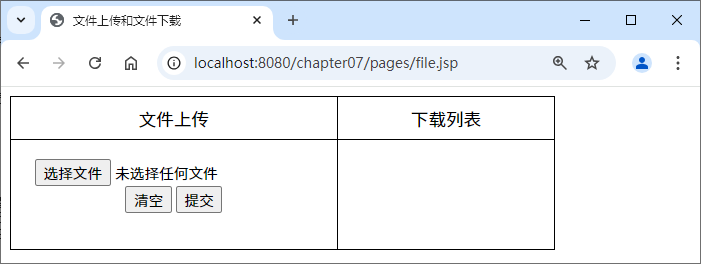 文件上传和文件下载
localhost:8080/chapter07/pages/file.jsp
文件上传 下载列表
选择文件 未选择任何文件
清空 提交